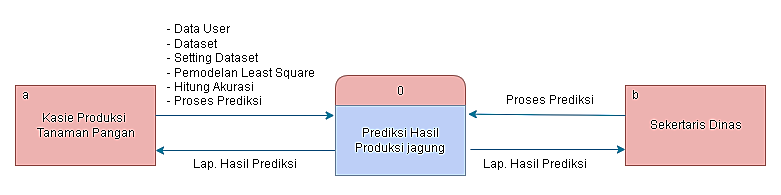 - Data User
- Dataset
- Setting Dataset
- Pemodelan Least Square
- Hitung Akurasi
- Proses Prediksi
a
Kasie Produksi
Tanaman Pangan
Lap. Hasil Prediksi
0
Prediksi Hasil
Produksi jagung
Proses Prediksi
Lap. Hasil Prediksi
b
Sekertaris Dinas